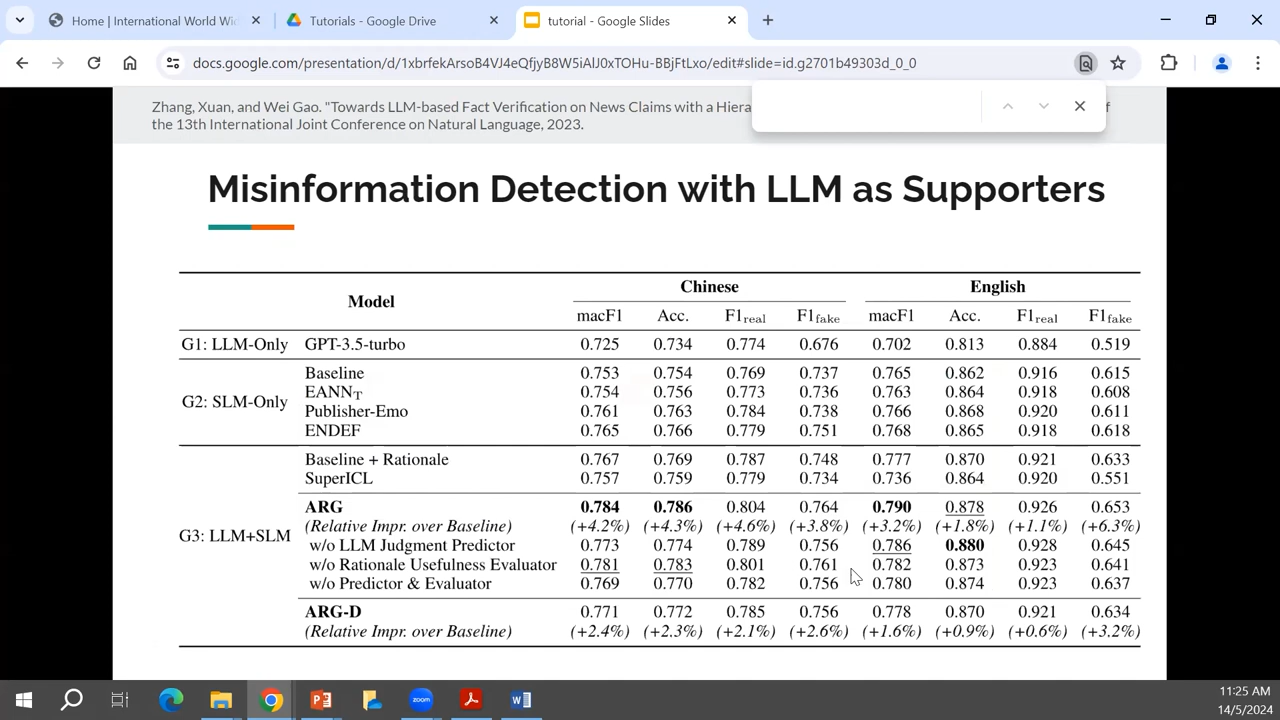 Home | International World Wid
Tutorials - Google Drive
tutorial - Google Slides
docs.google.com/presentation/d/1xbrfekArsoB4VJ4eQfjyB8W5iAlJ0xTOHu-BBjFtLxo/edit#slide=id.g2701b49303d_0_0
Zhang, Xuan, and Wei Gao. "Towards LLM-based Fact Verification on News Claims with a Hiera
the 13th International Joint Conference on Natural Language, 2023.
Misinformation Detection with LLM as Supporters
Model Chinese English
macF1 Acc. F1real F1fake macF1 Acc. F1real F1fake
G1: LLM-Only GPT-3.5-turbo 0.725 0.734 0.774 0.676 0.702 0.813 0.884 0.519
G2: SLM-Only
Baseline 0.753 0.754 0.769 0.737 0.765 0.862 0.916 0.615
EANNT 0.754 0.756 0.773 0.736 0.763 0.864 0.918 0.608
Publisher-Emo 0.761 0.763 0.784 0.738 0.766 0.868 0.920 0.611
ENDEF 0.765 0.766 0.779 0.751 0.768 0.865 0.918 0.618
G3: LLM+SLM
Baseline + Rationale 0.767 0.769 0.787 0.748 0.777 0.870 0.921 0.633
SuperICL 0.757 0.759 0.779 0.734 0.736 0.864 0.920 0.551
ARG 0.784 0.786 0.804 0.764 0.790 0.878 0.926 0.653
(Relative Impr. over Baseline) (+4.2%) (+4.3%) (+4.6%) (+3.8%) (+3.2%) (+1.8%) (+1.1%) (+6.3%)
w/o LLM Judgment Predictor 0.773 0.774 0.789 0.756 0.786 0.880 0.928 0.645
w/o Rationale Usefulness Evaluator 0.781 0.783 0.801 0.761 0.782 0.873 0.923 0.641
w/o Predictor & Evaluator 0.769 0.770 0.782 0.756 0.780 0.874 0.923 0.637
ARG-D 0.771 0.772 0.785 0.756 0.778 0.870 0.921 0.634
(Relative Impr. over Baseline) (+2.4%) (+2.3%) (+2.1%) (+2.6%) (+1.6%) (+0.9%) (+0.6%) (+3.2%)
zoom
11:25 AM
14/5/2024